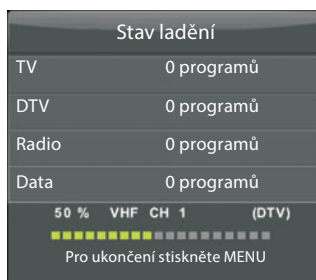 Stav ladění
TV 0 programů
DTV 0 programů
Radio 0 programů
Data 0 programů
50 % VHF CH 1 (DTV)
Pro ukončení stiskněte MENU